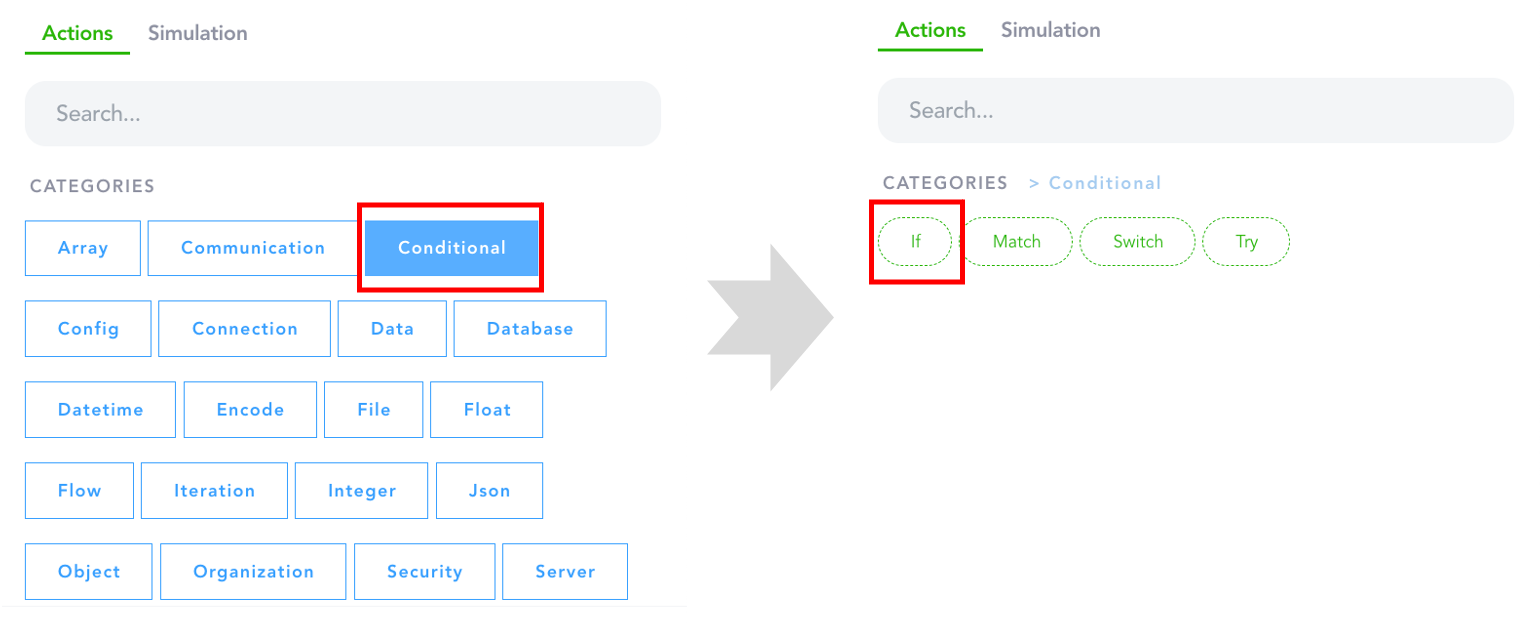 Actions Simulation
Search...
CATEGORIES
Array Communication Conditional
Config Connection Data Database
Datetime Encode File Float
Flow Iteration Integer Json
Object Organization Security Server
Actions Simulation
Search...
CATEGORIES > Conditional
If Match Switch Try